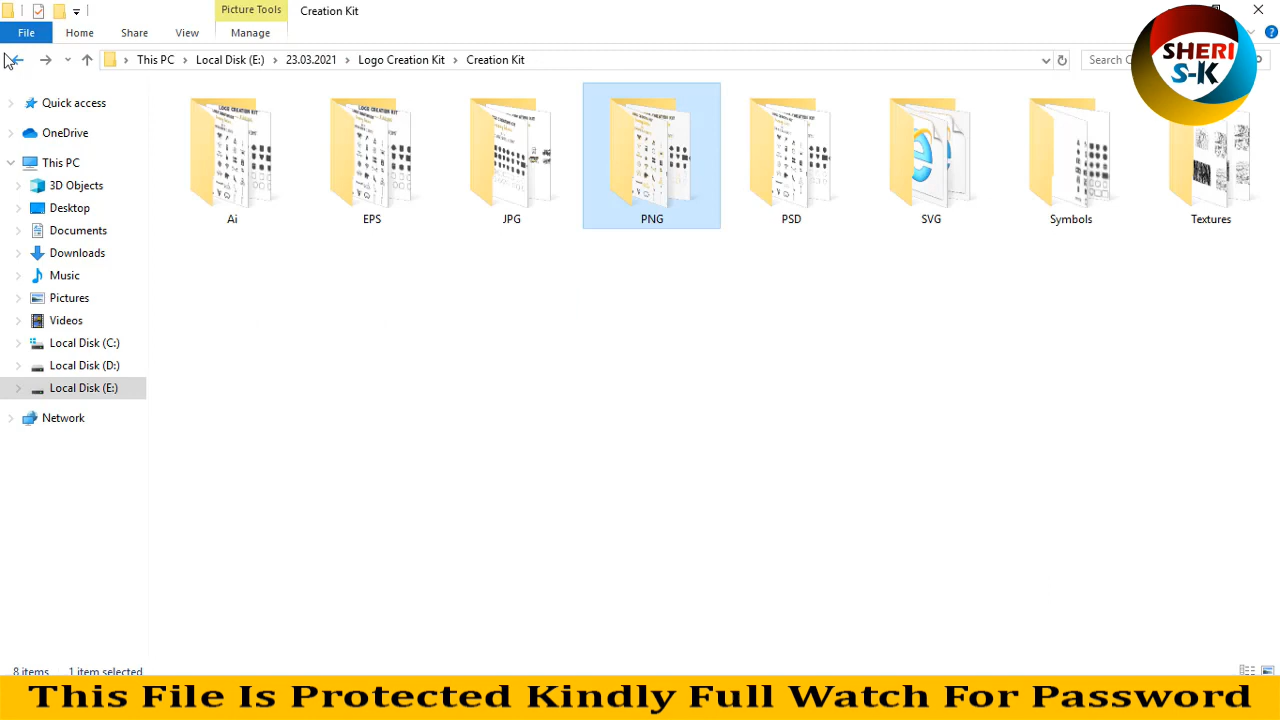 Picture Tools
Creation Kit
File
Home
Share
View
Manage
This PC
Local Disk (E:)
23.03.2021
Logo Creation Kit
Creation Kit
Search C
SHERI
S-K
Quick access
OneDrive
This PC
3D Objects
Desktop
Documents
Downloads
Music
Pictures
Videos
Local Disk (C:)
Local Disk (D:)
Local Disk (E:)
Network
Ai
EPS
JPG
PNG
PSD
SVG
Symbols
Textures
8 items
1 item selected
This File Is Protected Kindly Full Watch For Password